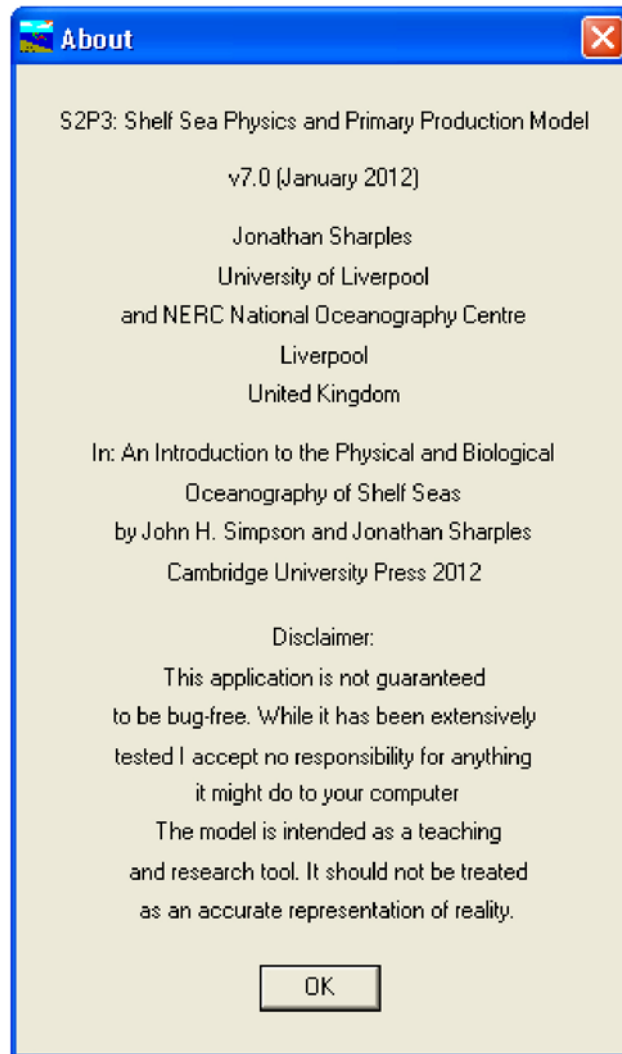 About
S2P3: Shelf Sea Physics and Primary Production Model
v7.0 (January 2012)
Jonathan Sharples
University of Liverpool
and NERC National Oceanography Centre
Liverpool
United Kingdom
In: An Introduction to the Physical and Biological
Oceanography of Shelf Seas
by John H. Simpson and Jonathan Sharples
Cambridge University Press 2012
Disclaimer:
This application is not guaranteed
to be bug-free. While it has been extensively
tested I accept no responsibility for anything
it might do to your computer
The model is intended as a teaching
and research tool. It should not be treated
as an accurate representation of reality.
OK